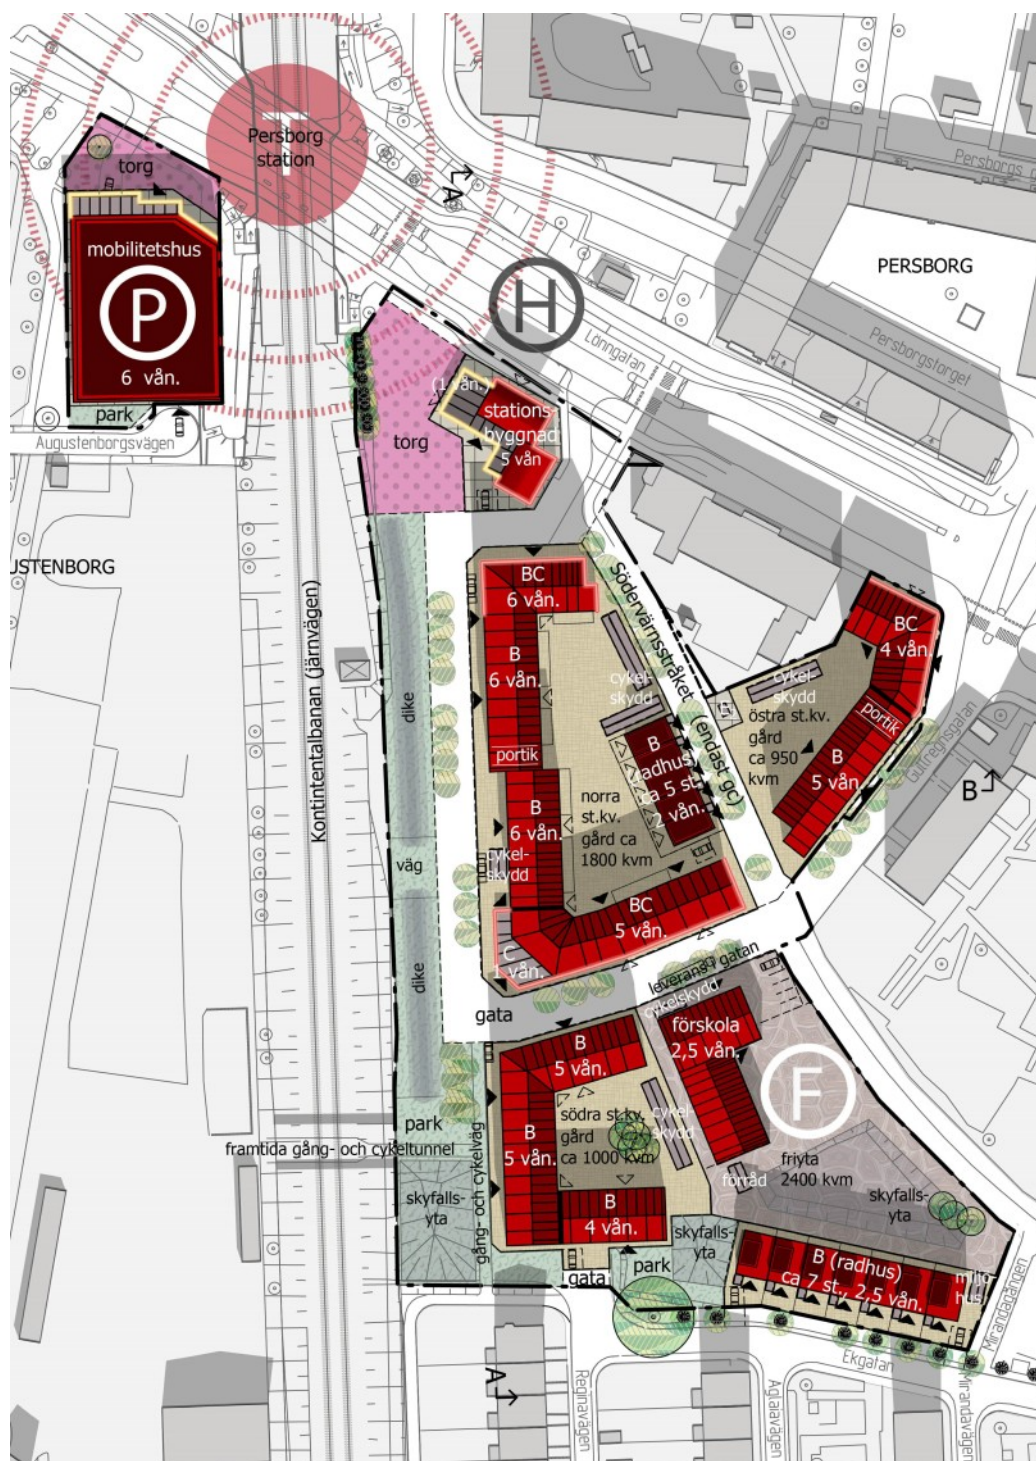 Persborg
station
T
torg
mobilitetshus
P
6 vån.
park
Augustenborgsvägen
A
H
PERSBORG
Persborgstorget
Lönngatan
(1 vån.)
stations-
byggnad
5 vån
torg
USTENBORG
Kontintentalbanan (järnvägen)
dike
väg
dike
BC
6 vån.
B
6 vån.
portik
B
6 vån.
cykel-
skydd
C
1 vån.
BC
5 vån.
norra
st.kv.
gård ca
1800 kvm
cykel-
skydd
B
(radhus)
ca 5 st.,
2 vån.
Södervärnsstråket (endast gc)
BC
4 vån.
cykel-
skydd
portik
östra st.kv.
gård
ca 950
kvm
B
5 vån.
Gullregnsgatan
B
gata
leverans i gatan
cykelskydd
förskola
2,5 vån.
F
friyta
2400 kvm
förråd
skyfalls-
yta
B
5 vån.
B
5 vån.
södra st.kv.
gård
ca 1000 kvm
cykel-
skydd
B
4 vån.
park
framtida gång- och cykeltunnel
gång- och cykelväg
skyfalls-
yta
skyfalls-
yta
gata
park
B (radhus)
ca 7 st., 2,5 vån.
miljö-
hus
Mirandagången
Ekgatan
A
Reginavägen
Aglaiavägen
Mirandavägen